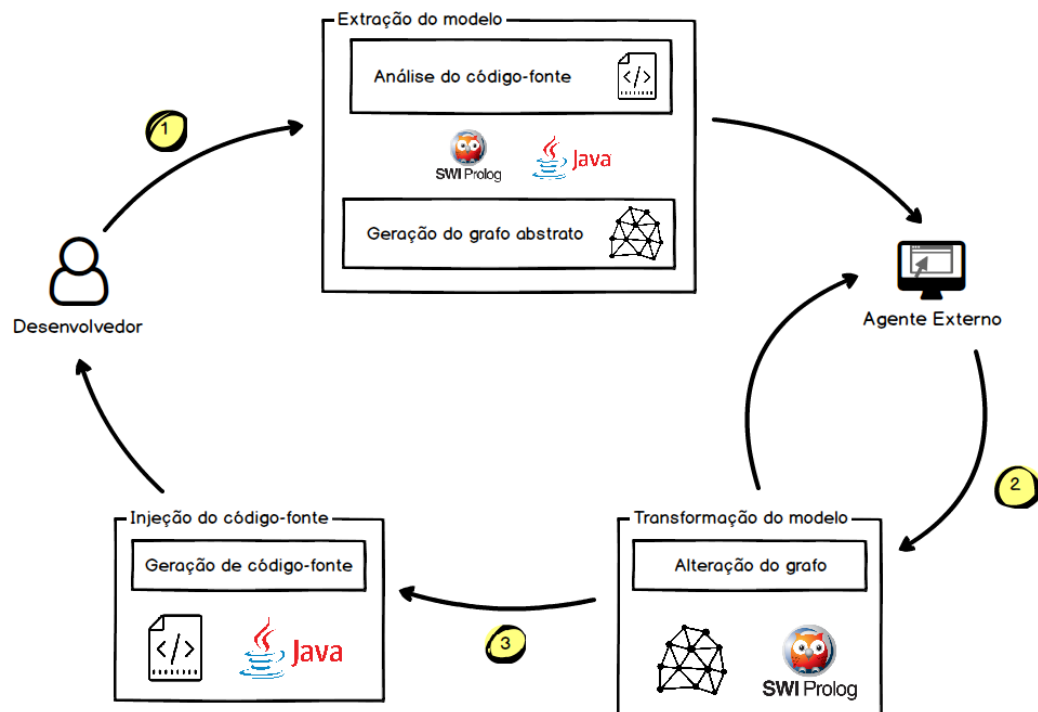 Extração do modelo
Análise do código-fonte
</>
1
SWI Prolog
Java
Geração do grafo abstrato
Desenvolvedor
Agente Externo
2
Injeção do código-fonte
Geração de código-fonte
</>
Java
3
Transformação do modelo
Alteração do grafo
SWI Prolog